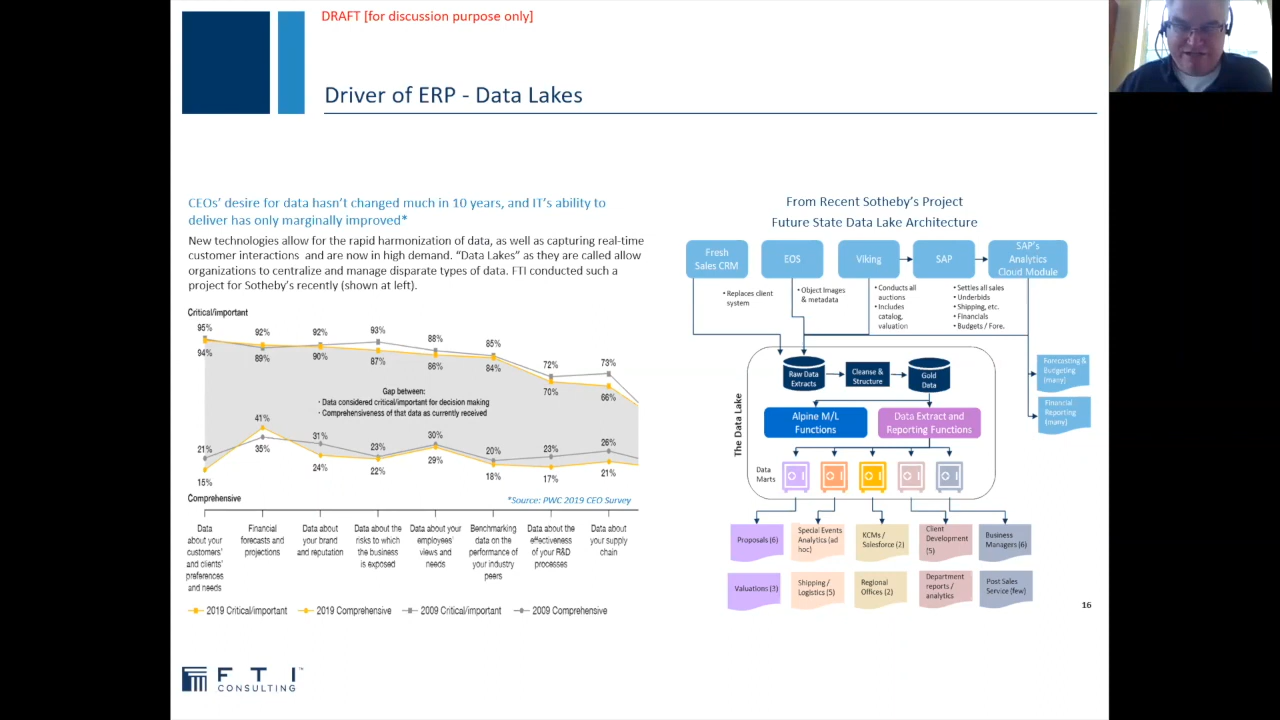 DRAFT [for discussion purpose only]
Driver of ERP - Data Lakes
CEOs' desire for data hasn't changed much in 10 years, and IT's ability to
deliver has only marginally improved*
New technologies allow for the rapid harmonization of data, as well as capturing real-time
customer interactions and are now in high demand. "Data Lakes" as they are called allow
organizations to centralize and manage disparate types of data. FTI conducted such a
project for Sotheby's recently (shown at left).
Critical/important
95%
92%
92%
93%
88%
85%
72%
73%
94%
89%
90%
87%
86%
84%
70%
66%
Gap between:
• Data considered critical/important for decision making
• Comprehensiveness of that data as currently received
21%
41%
31%
23%
30%
20%
23%
26%
15%
35%
24%
22%
29%
18%
17%
21%
Comprehensive
*Source: PWC 2019 CEO Survey
Data
about your
customers'
and clients'
preferences
and needs
Financial
forecasts and
projections
Data about
your brand
and reputation
Data about the
risks to which
the business
is exposed
Data about your
employees'
views and
needs
Benchmarking
data on the
performance of
your industry
peers
Data about the
effectiveness
of your R&D
processes
Data about
your supply
chain
2019 Critical/important
2019 Comprehensive
2009 Critical/important
2009 Comprehensive
From Recent Sotheby's Project
Future State Data Lake Architecture
Fresh
Sales CRM
EOS
Viking
SAP
SAP's
Analytics
Cloud Module
• Replaces client
system
• Object Images
& metadata
• Conducts all
auctions
• Includes
catalog,
valuation
• Settles all sales
• Underbids
• Shipping, etc.
• Financials
• Budgets / Fore.
The Data Lake
Raw Data
Extracts
Cleanse &
Structure
Gold
Data
Forecasting &
Budgeting
(many)
Financial
Reporting
(many)
Alpine M/L
Functions
Data Extract and
Reporting Functions
Data
Marts
Proposals (6)
Special Events
Analytics (ad
hoc)
KCMs /
Salesforce (2)
Client
Development
(5)
Business
Managers (6)
Valuations (3)
Shipping /
Logistics (5)
Regional
Offices (2)
Department
reports /
analytics
Post Sales
Service (few)
16
FTI
CONSULTING